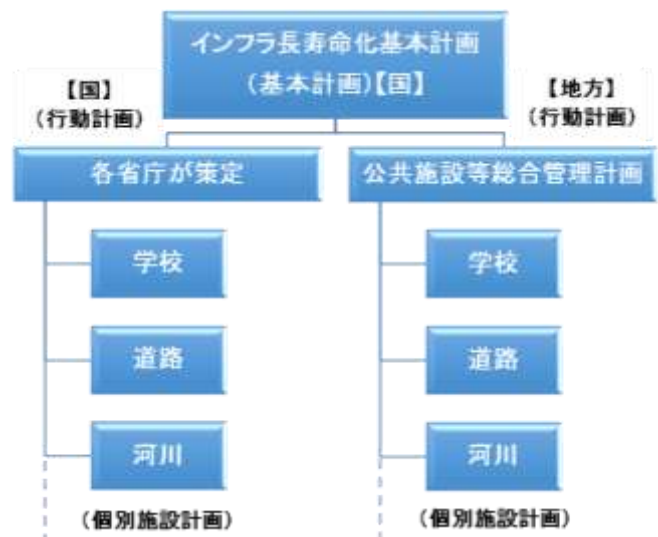 インフラ長寿命化基本計画
(基本計画)【国】
【国】
(行動計画)
【地方】
(行動計画)
各省庁が策定
公共施設等総合管理計画
学校
学校
道路
道路
河川
河川
(個別施設計画)
(個別施設計画)